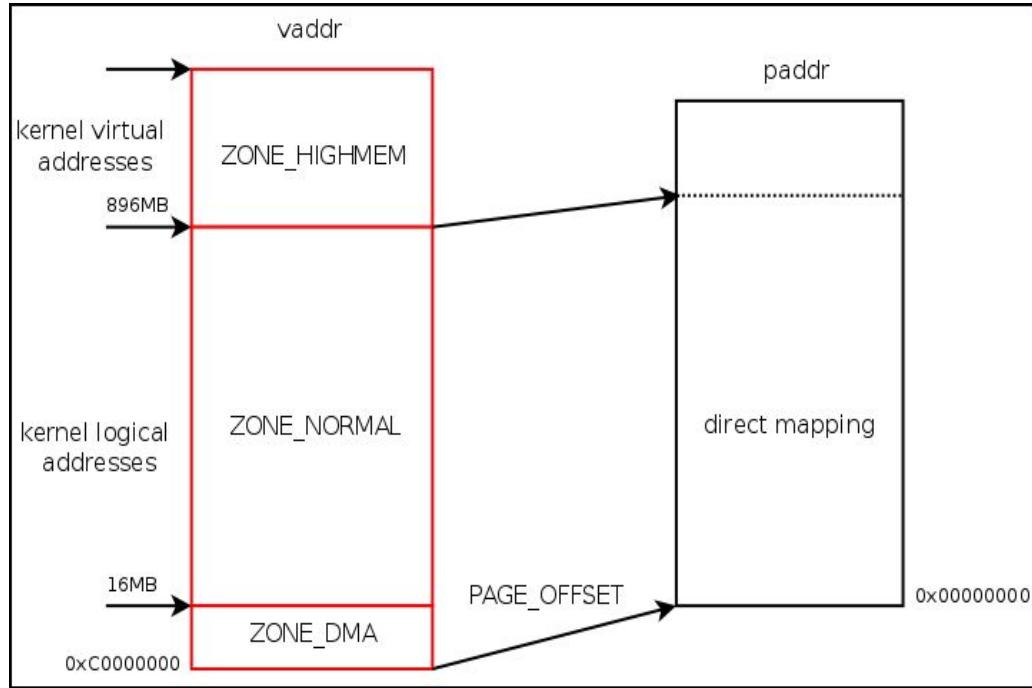 vaddr
paddr
kernel virtual
addresses
ZONE_HIGHMEM
896MB
kernel logical
addresses
ZONE_NORMAL
direct mapping
16MB
PAGE_OFFSET
0x00000000
ZONE_DMA
0xC0000000